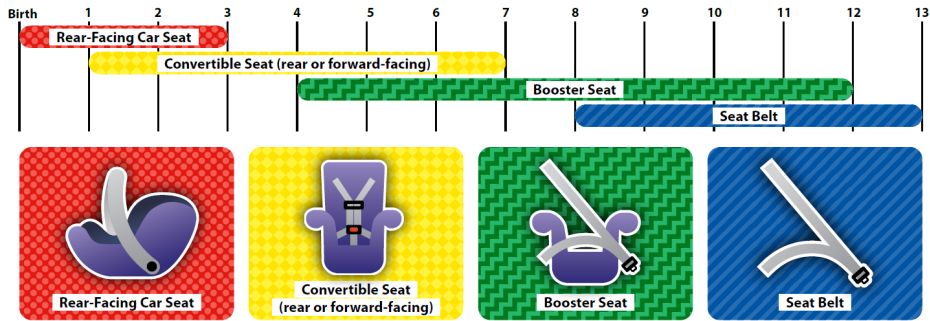 Birth 1 2 3 4 5 6 7 8 9 10 11 12 13
Rear-Facing Car Seat
Convertible Seat (rear or forward-facing)
Booster Seat
Seat Belt
Rear-Facing Car Seat
Convertible Seat
(rear or forward-facing)
Booster Seat
Seat Belt